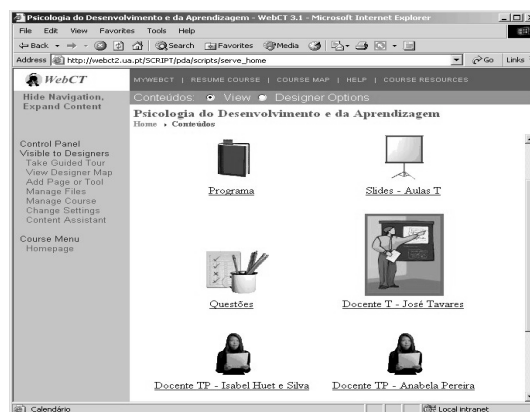 Psicologia do Desenvolvimento e da Aprendizagem - WebCT 3.1 - Microsoft Internet Explorer
File Edit View Favorites Tools Help
Back Search Favorites Media
Address http://webct2.ua.pt/SCRIPT/pda/scripts/serve_home Go Links
WebCT MYWEBCT | RESUME COURSE | COURSE MAP | HELP | COURSE RESOURCES
Hide Navigation, Expand Content
Conteúdos: View Designer Options
Psicologia do Desenvolvimento e da Aprendizagem
Home › Conteúdos
Control Panel
Visible to Designers
Take Guided Tour
View Designer Map
Add Page or Tool
Manage Files
Manage Course
Change Settings
Content Assistant
Course Menu
Homepage
Programa Slides - Aulas T
Questões Docente T - José Tavares
Docente TP - Isabel Huet e Silva Docente TP - Anabela Pereira
Calendário Local intranet